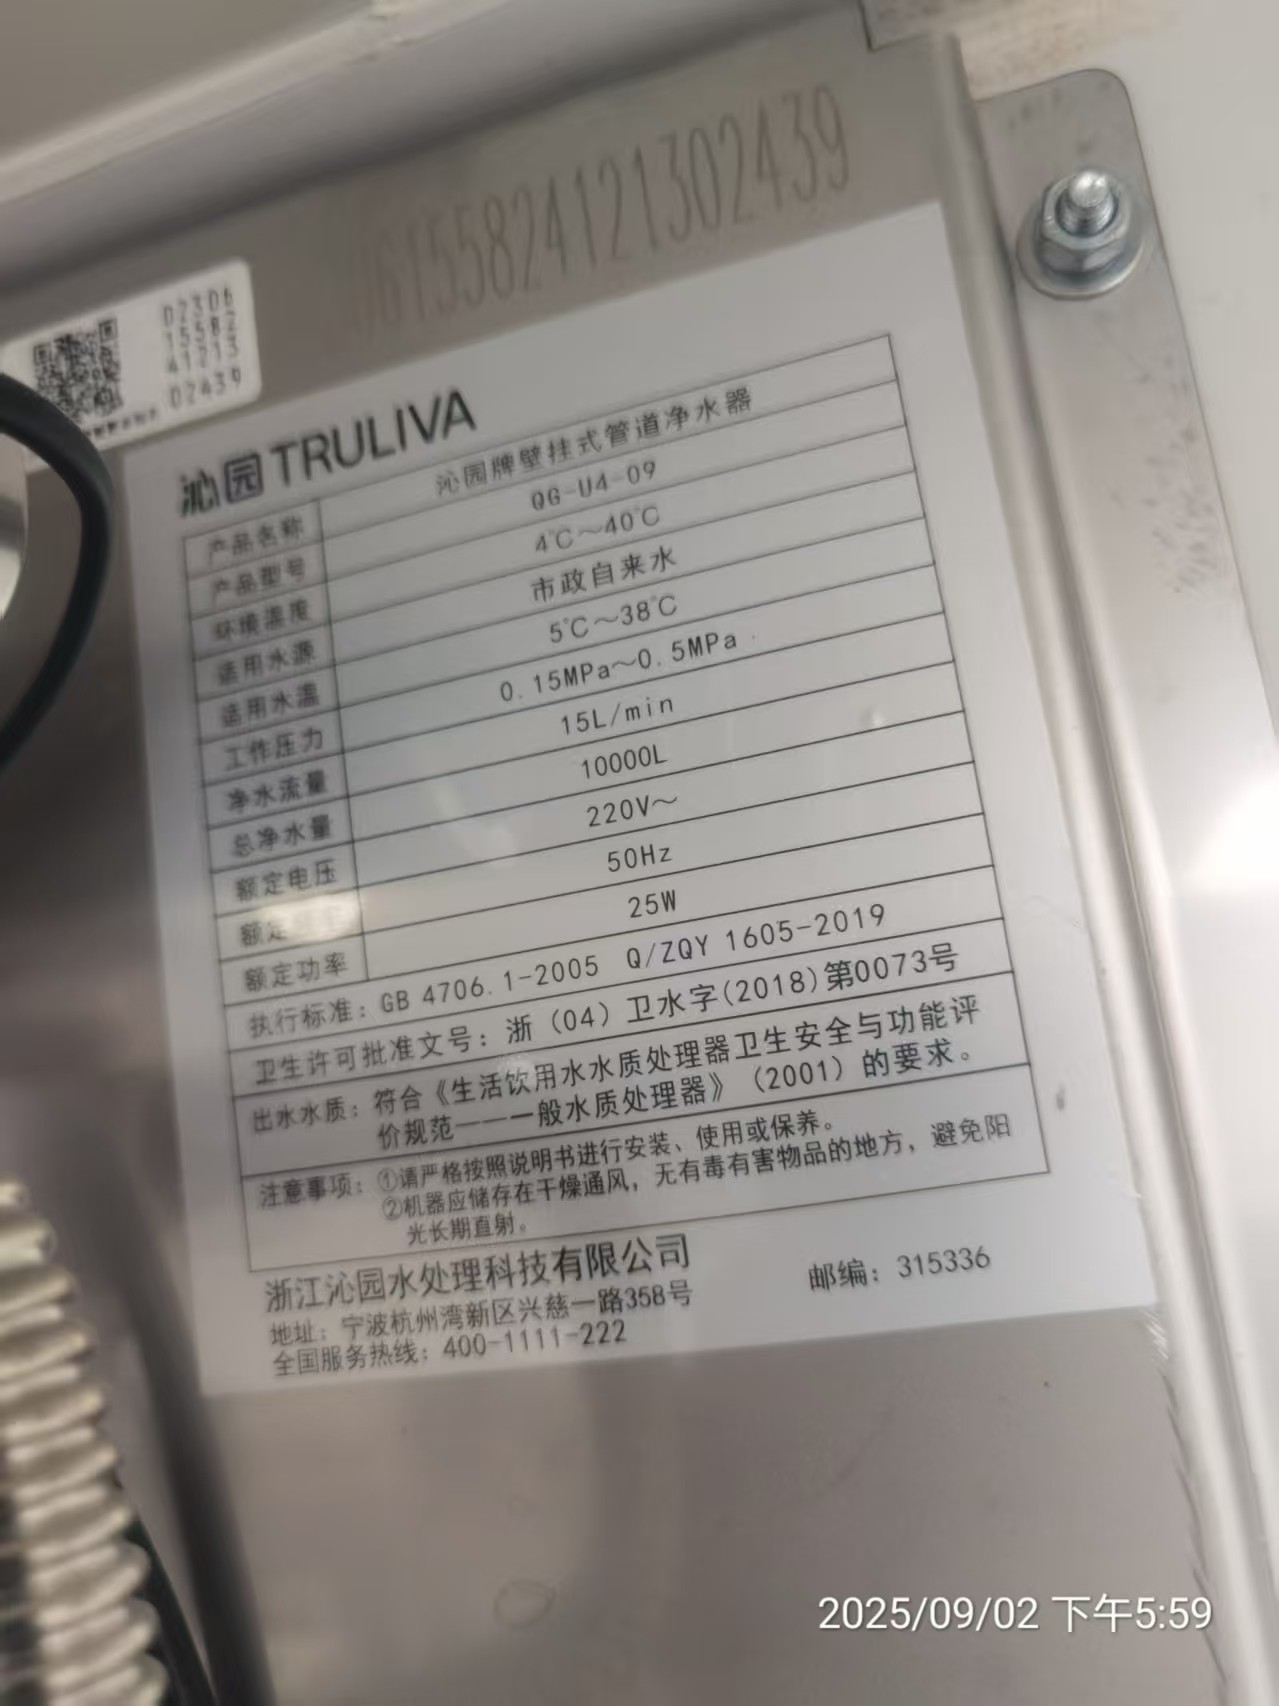 06155824121302439
D2306
15582
41213
02439
沁园 TRULIVA
产品名称 沁园牌壁挂式管道净水器
产品型号 QG-U4-09
环境温度 4℃～40℃
适用水源 市政自来水
适用水温 5℃～38℃
工作压力 0.15MPa～0.5MPa
净水流量 15L/min
总净水量 10000L
额定电压 220V～
额定 50Hz
额定功率 25W
执行标准：GB 4706.1-2005 Q/ZQY 1605-2019
卫生许可批准文号：浙（04）卫水字(2018)第0073号
出水水质：符合《生活饮用水水质处理器卫生安全与功能评
价规范——一般水质处理器》（2001）的要求。
注意事项：①请严格按照说明书进行安装、使用或保养。
②机器应储存在干燥通风，无有毒有害物品的地方，避免阳
光长期直射。
浙江沁园水处理科技有限公司
地址：宁波杭州湾新区兴慈一路358号 邮编：315336
全国服务热线：400-1111-222
2025/09/02 下午5:59